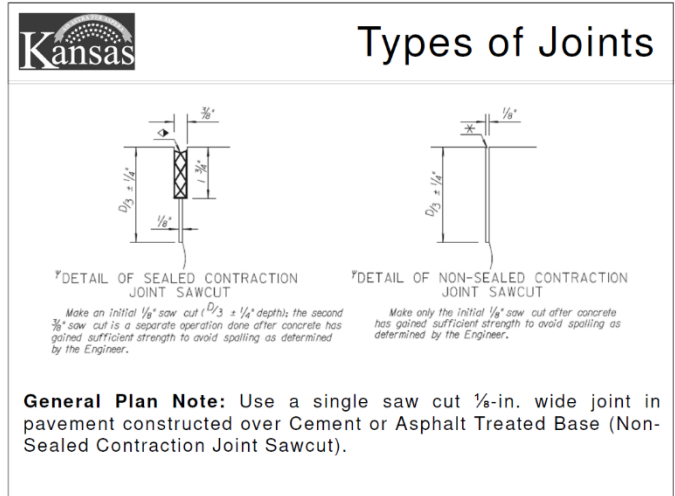 Kansas
Types of Joints
3/8"
1/8"
D/3 ± 1/4"
1 3/4"
1/8"
D/3 ± 1/4"
ΨDETAIL OF SEALED CONTRACTION
JOINT SAWCUT
Make an initial 1/8" saw cut (D/3 ± 1/4" depth); the second
3/8" saw cut is a separate operation done after concrete has
gained sufficient strength to avoid spalling as determined
by the Engineer.
ΨDETAIL OF NON-SEALED CONTRACTION
JOINT SAWCUT
Make only the initial 1/8" saw cut after concrete
has gained sufficient strength to avoid spalling as
determined by the Engineer.
General Plan Note: Use a single saw cut ⅛-in. wide joint in
pavement constructed over Cement or Asphalt Treated Base (Non-
Sealed Contraction Joint Sawcut).